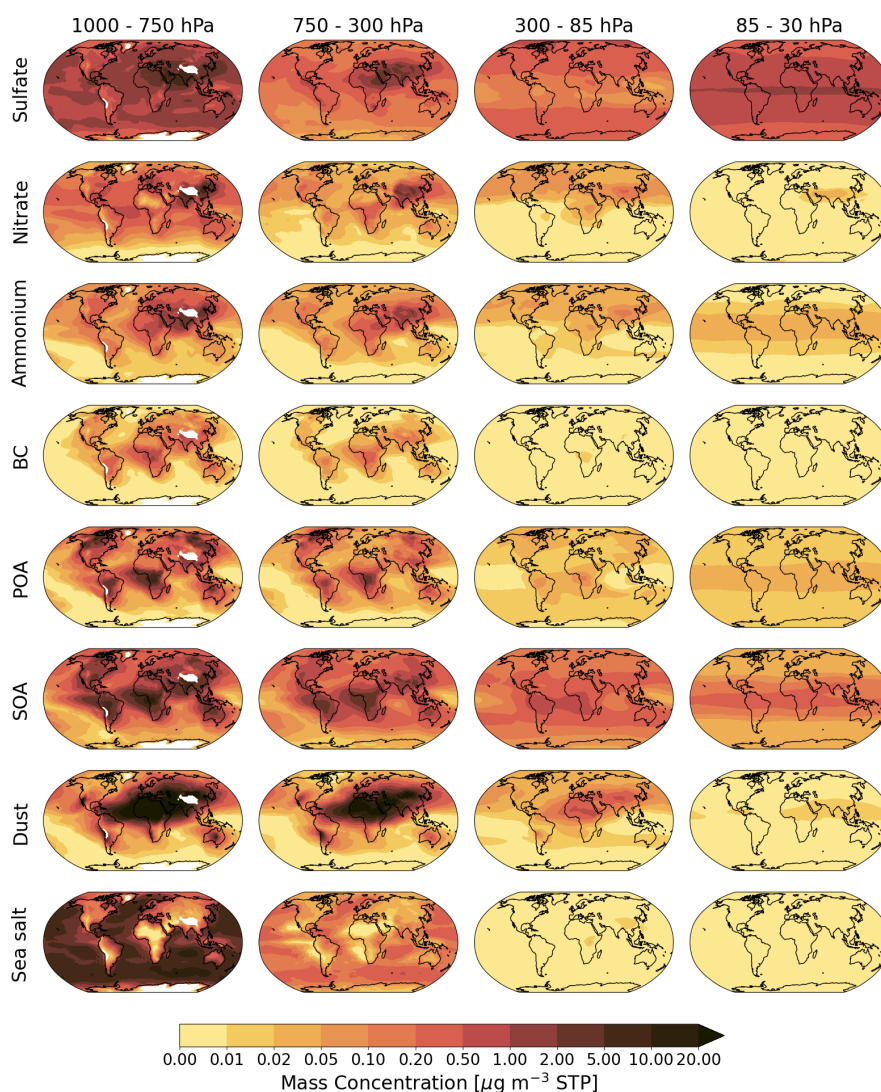 1000 - 750 hPa 750 - 300 hPa 300 - 85 hPa 85 - 30 hPa
Sulfate
Nitrate
Ammonium
BC
POA
SOA
Dust
Sea salt
0.00 0.01 0.02 0.05 0.10 0.20 0.50 1.00 2.00 5.00 10.00 20.00
Mass Concentration [μg m⁻³ STP]